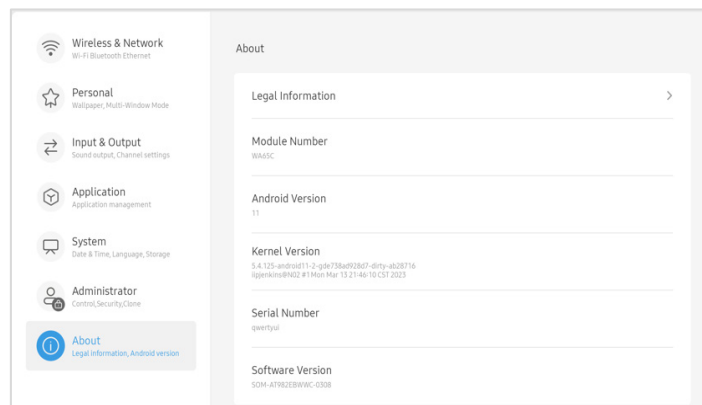 Wireless & Network
Wi-Fi Bluetooth Ethernet
Personal
Wallpaper, Multi-Window Mode
Input & Output
Sound output, Channel settings
Application
Application management
System
Date & Time, Language, Storage
Administrator
Control,Security,Clone
About
Legal Information, Android version
About
Legal Information
Module Number
WA65C
Android Version
11
Kernel Version
5.4.125-android11-2-gde738ad928d7-dirty-ab28716
iipjenkins@N02 #1 Mon Mar 13 21:46:10 CST 2023
Serial Number
qwertyui
Software Version
SOM-AT982EBWWC-0308